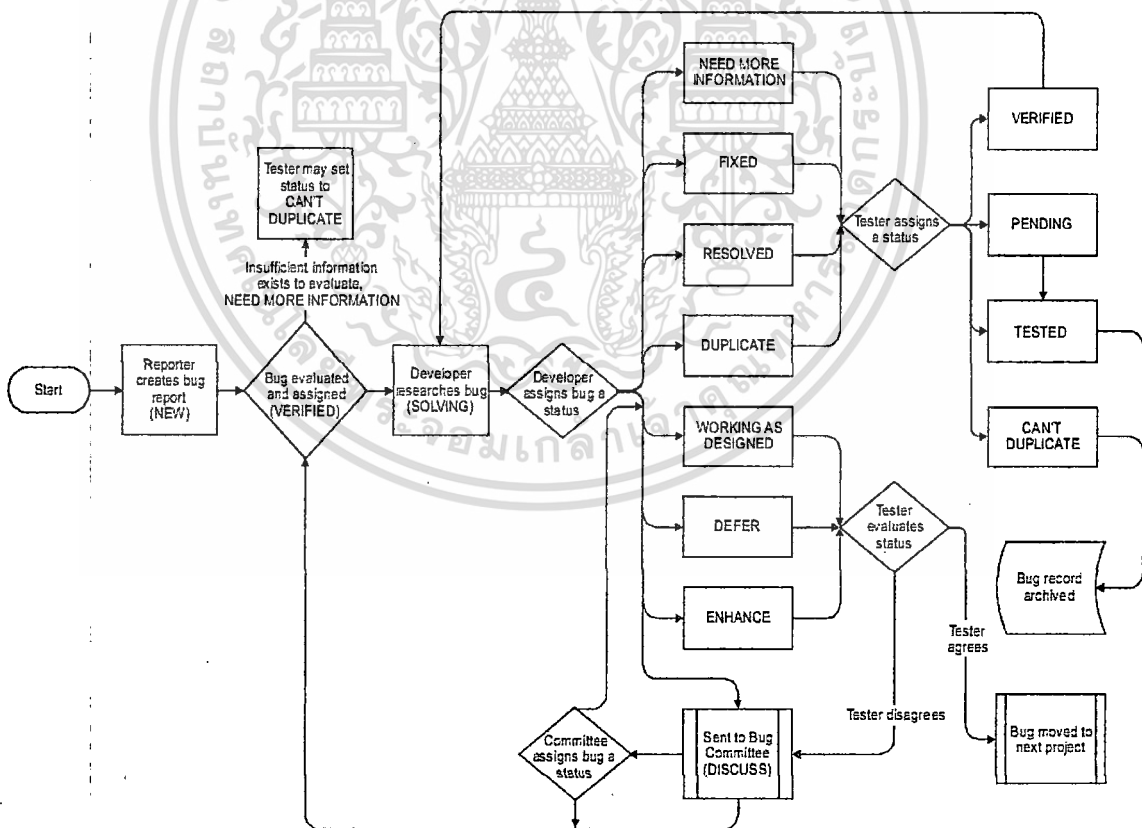 NEED MORE
INFORMATION
VERIFIED
Tester may set
status to
CAN'T
DUPLICATE
FIXED
Tester assigns
a status
PENDING
RESOLVED
Insufficient information
exists to evaluate,
NEED MORE INFORMATION
DUPLICATE
TESTED
Start
Reporter
creates bug
report
(NEW)
Bug evaluated
and assigned
(VERIFIED)
Developer
researches bug
(SOLVING)
Developer
assigns bug a
status
WORKING AS
DESIGNED
CAN'T
DUPLICATE
DEFER
Tester
evaluates
status
Bug record
archived
ENHANCE
Tester
agrees
Tester disagrees
Committee
assigns bug a
status
Sent to Bug
Committee
(DISCUSS)
Bug moved to
next project